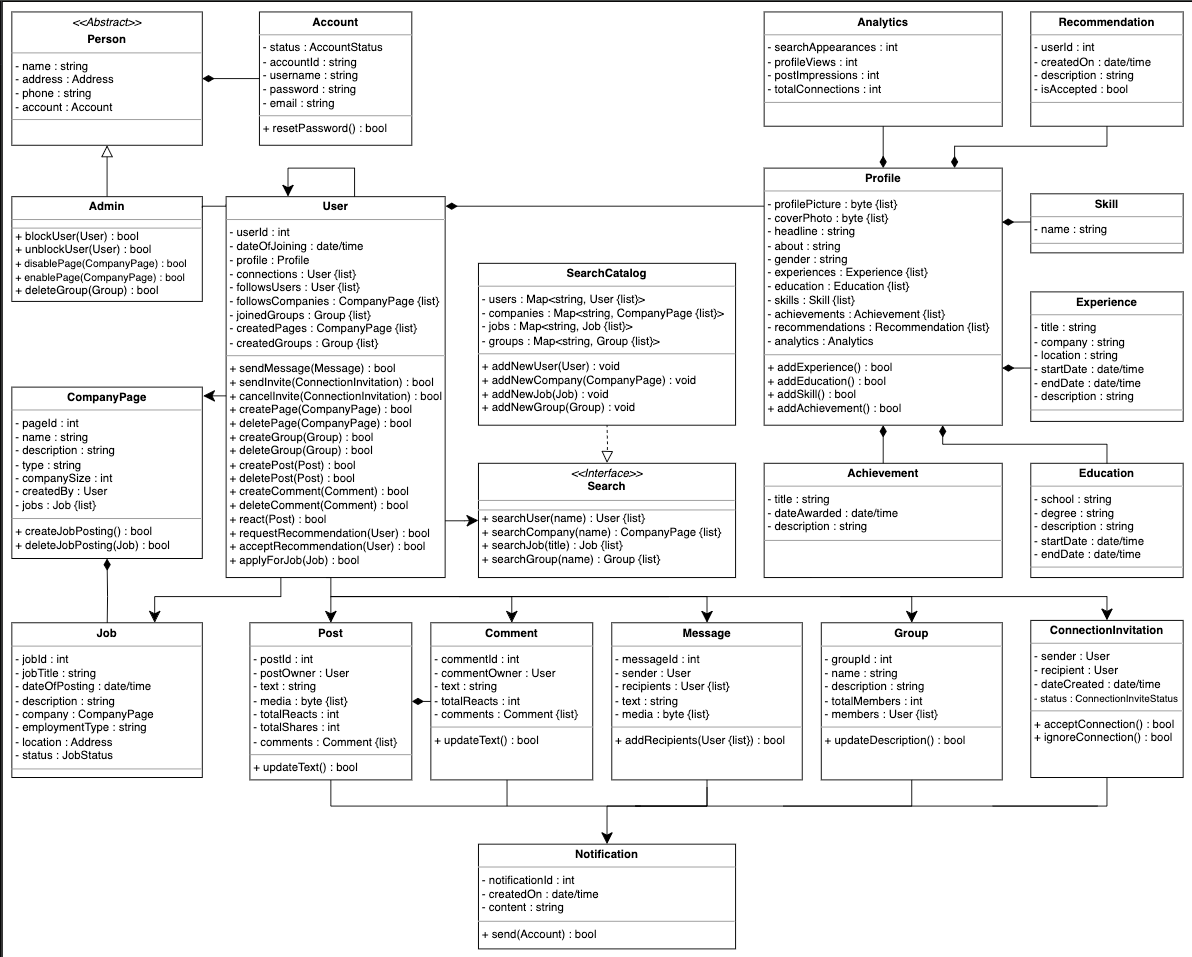 <<Abstract>>
Person
- name : string
- address : Address
- phone : string
- account : Account
Account
- status : AccountStatus
- accountId : string
- username : string
- password : string
- email : string
+ resetPassword() : bool
Analytics
- searchAppearances : int
- profileViews : int
- postImpressions : int
- totalConnections : int
Recommendation
- userId : int
- createdOn : date/time
- description : string
- isAccepted : bool
Admin
+ blockUser(User) : bool
+ unblockUser(User) : bool
+ disablePage(CompanyPage) : bool
+ enablePage(CompanyPage) : bool
+ deleteGroup(Group) : bool
User
- userId : int
- dateOfJoining : date/time
- profile : Profile
- connections : User {list}
- followsUsers : User {list}
- followsCompanies : CompanyPage {list}
- joinedGroups : Group {list}
- createdPages : CompanyPage {list}
- createdGroups : Group {list}
+ sendMessage(Message) : bool
+ sendInvite(ConnectionInvitation) : bool
+ cancelInvite(ConnectionInvitation) : bool
+ createPage(CompanyPage) : bool
+ deletePage(CompanyPage) : bool
+ createGroup(Group) : bool
+ deleteGroup(Group) : bool
+ createPost(Post) : bool
+ deletePost(Post) : bool
+ createComment(Comment) : bool
+ deleteComment(Comment) : bool
+ react(Post) : bool
+ requestRecommendation(User) : bool
+ acceptRecommendation(User) : bool
+ applyForJob(Job) : bool
SearchCatalog
- users : Map<string, User {list}>
- companies : Map<string, CompanyPage {list}>
- jobs : Map<string, Job {list}>
- groups : Map<string, Group {list}>
+ addNewUser(User) : void
+ addNewCompany(CompanyPage) : void
+ addNewJob(Job) : void
+ addNewGroup(Group) : void
Profile
- profilePicture : byte {list}
- coverPhoto : byte {list}
- headline : string
- about : string
- gender : string
- experiences : Experience {list}
- education : Education {list}
- skills : Skill {list}
- achievements : Achievement {list}
- recommendations : Recommendation {list}
- analytics : Analytics
+ addExperience() : bool
+ addEducation() : bool
+ addSkill() : bool
+ addAchievement() : bool
Skill
- name : string
Experience
- title : string
- company : string
- location : string
- startDate : date/time
- endDate : date/time
- description : string
CompanyPage
- pageId : int
- name : string
- description : string
- type : string
- companySize : int
- createdBy : User
- jobs : Job {list}
+ createJobPosting() : bool
+ deleteJobPosting(Job) : bool
<<Interface>>
Search
+ searchUser(name) : User {list}
+ searchCompany(name) : CompanyPage {list}
+ searchJob(title) : Job {list}
+ searchGroup(name) : Group {list}
Achievement
- title : string
- dateAwarded : date/time
- description : string
Education
- school : string
- degree : string
- description : string
- startDate : date/time
- endDate : date/time
Job
- jobId : int
- jobTitle : string
- dateOfPosting : date/time
- description : string
- company : CompanyPage
- employmentType : string
- location : Address
- status : JobStatus
Post
- postId : int
- postOwner : User
- text : string
- media : byte {list}
- totalReacts : int
- totalShares : int
- comments : Comment {list}
+ updateText() : bool
Comment
- commentId : int
- commentOwner : User
- text : string
- totalReacts : int
- comments : Comment {list}
+ updateText() : bool
Message
- messageId : int
- sender : User
- recipients : User {list}
- text : string
- media : byte {list}
+ addRecipients(User {list}) : bool
Group
- groupId : int
- name : string
- description : string
- totalMembers : int
- members : User {list}
+ updateDescription() : bool
ConnectionInvitation
- sender : User
- recipient : User
- dateCreated : date/time
- status : ConnectionInviteStatus
+ acceptConnection() : bool
+ ignoreConnection() : bool
Notification
- notificationId : int
- createdOn : date/time
- content : string
+ send(Account) : bool